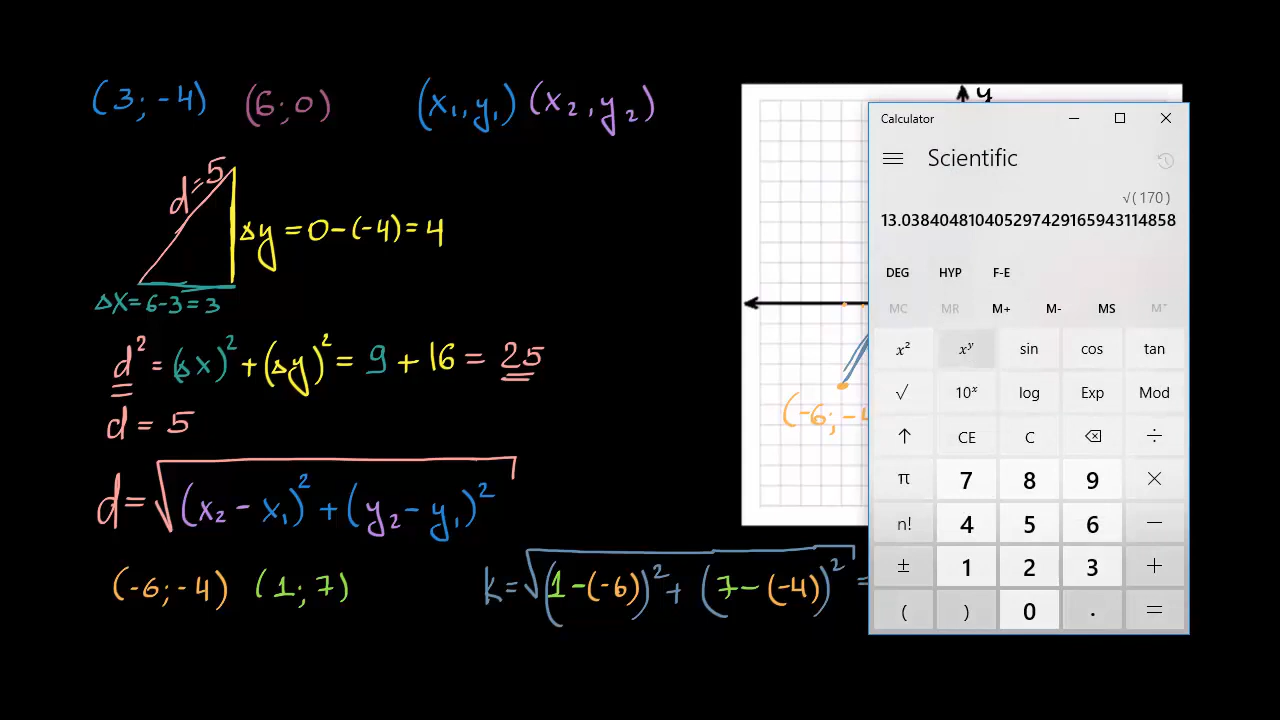 (3; -4) (6; 0) (x₁, y₁) (x₂, y₂)
d = 5
Δy = 0 - (-4) = 4
Δx = 6-3 = 3
d² = (Δx)² + (Δy)² = 9 + 16 = 25
d = 5
d = √((x₂ - x₁)² + (y₂ - y₁)²)
(-6; -4) (1; 7)
k = √((1 - (-6))² + (7 - (-4))²) =
y
(-6; -4
Calculator
Scientific
√(170)
13.038404810405297429165943114858
DEG HYP F-E
MC MR M+ M- MS M˅
x² xʸ sin cos tan
√ 10ˣ log Exp Mod
↑ CE C ⌫ ÷
π 7 8 9 ×
n! 4 5 6 −
± 1 2 3 +
( ) 0 . =